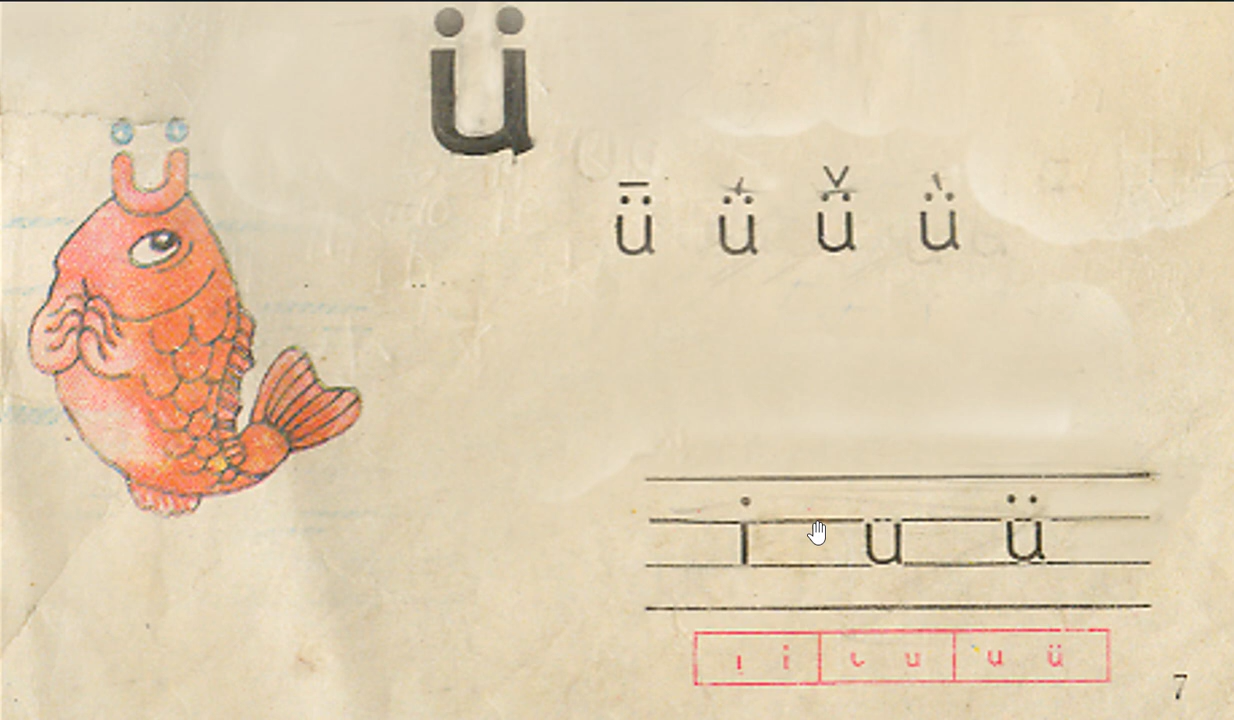 ü
ǖ ǘ ǚ ǜ
i u ü
ı i ㇄ u u ü
7